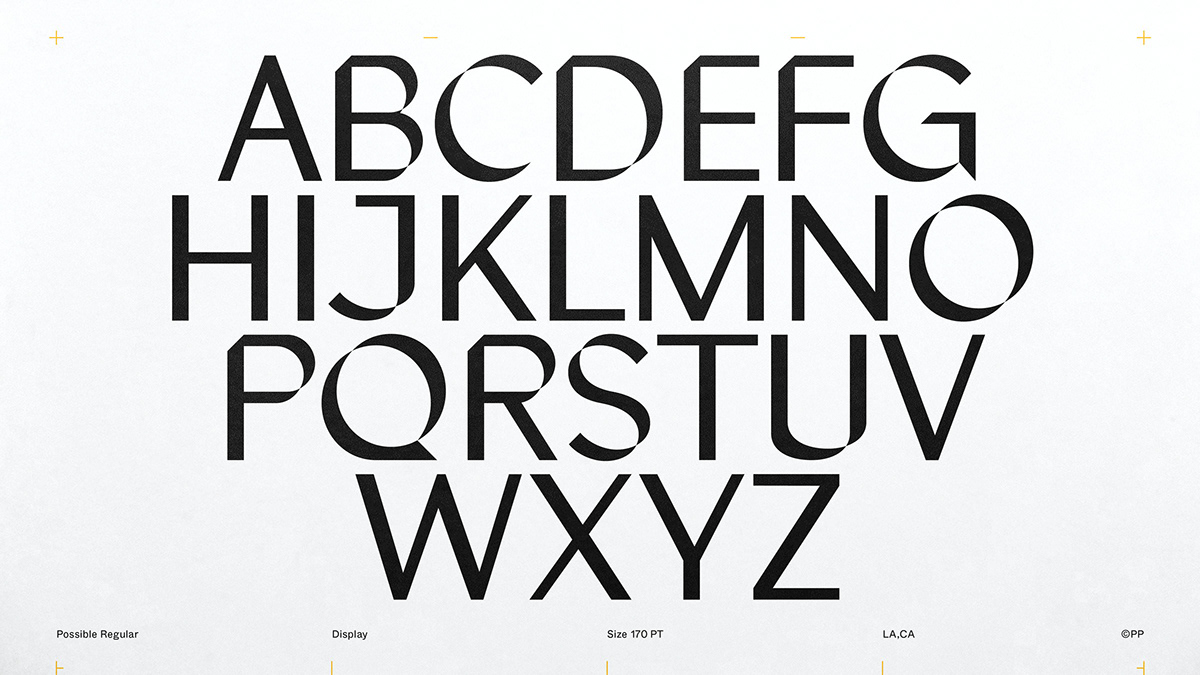 ABCDEFG
HIJKLMNO
PQRSTUV
WXYZ
Possible Regular Display Size 170 PT LA,CA ©PP